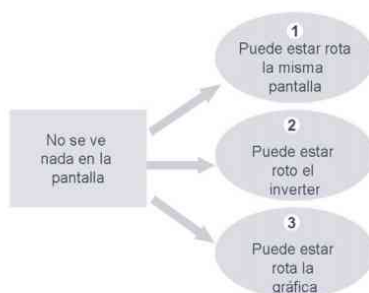 No se ve
nada en la
pantalla
1
Puede estar rota
la misma
pantalla
2
Puede estar
roto el
inverter
3
Puede estar
rota la
gráfica